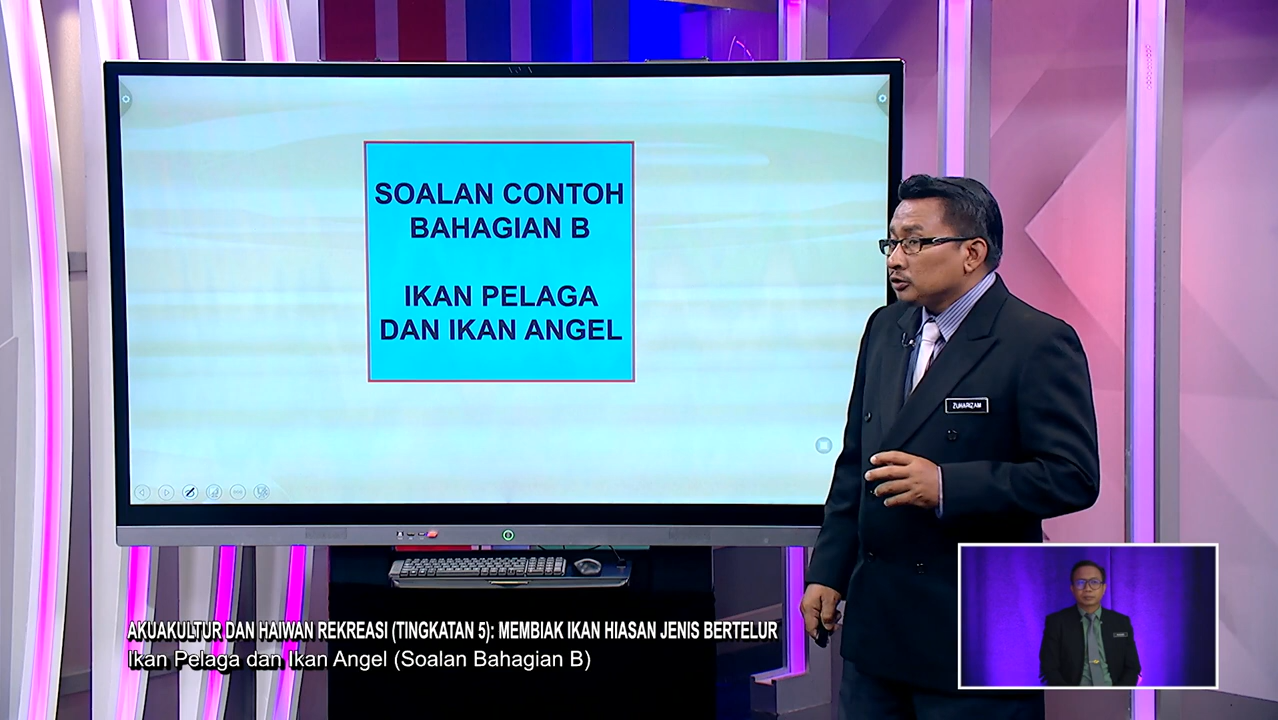 SOALAN CONTOH
BAHAGIAN B
IKAN PELAGA
DAN IKAN ANGEL
ZUHARIZAM
AKUAKULTUR DAN HAIWAN REKREASI (TINGKATAN 5): MEMBIAK IKAN HIASAN JENIS BERTELUR
Ikan Pelaga dan Ikan Angel (Soalan Bahagian B)